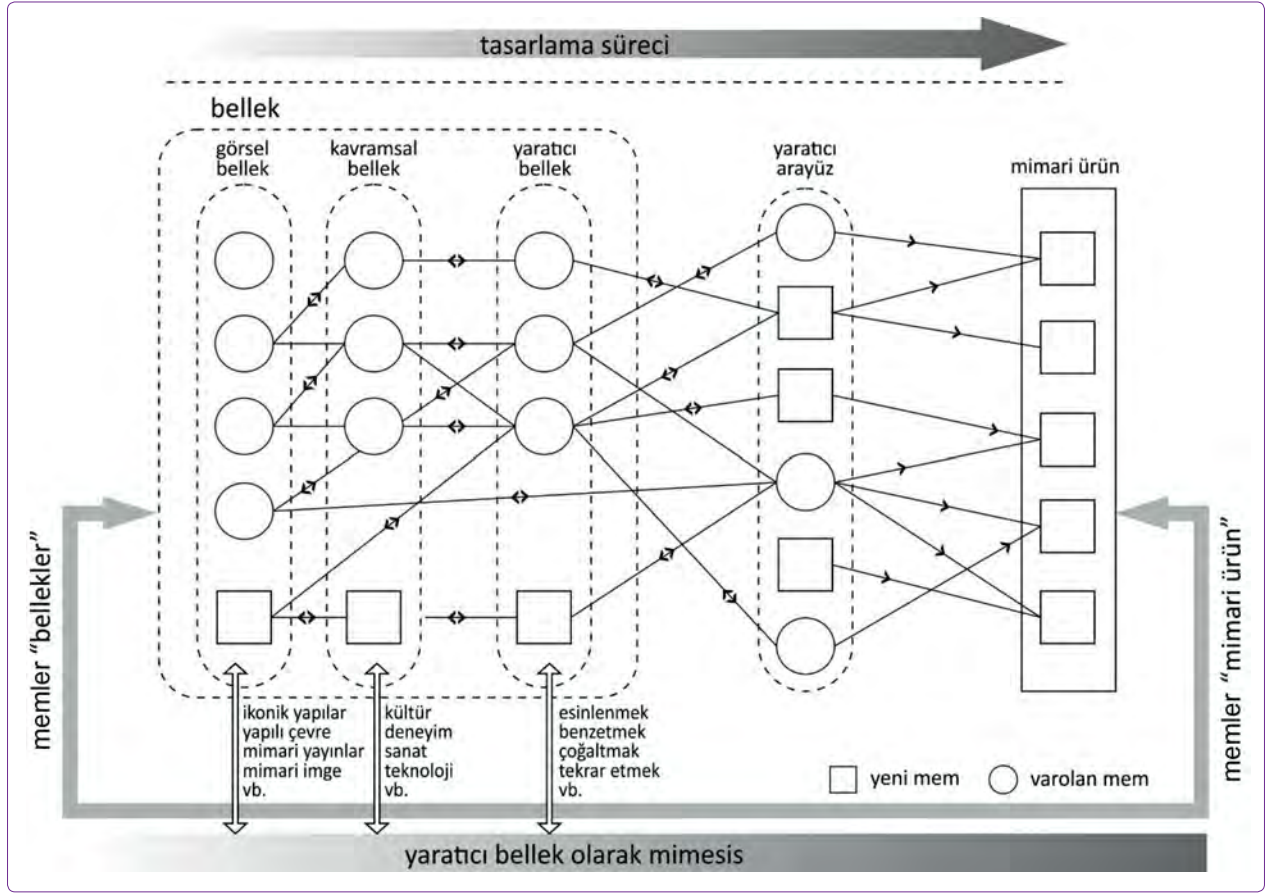 tasarlama süreci
bellek
görsel
bellek
kavramsal
bellek
yaratıcı
bellek
yaratıcı
arayüz
mimari ürün
memler “bellekler”
memler “mimari ürün”
ikonik yapılar
yapılı çevre
mimari yayınlar
mimari imge
vb.
kültür
deneyim
sanat
teknoloji
vb.
esinlenmek
benzetmek
çoğaltmak
tekrar etmek
vb.
yeni mem
varolan mem
yaratıcı bellek olarak mimesis